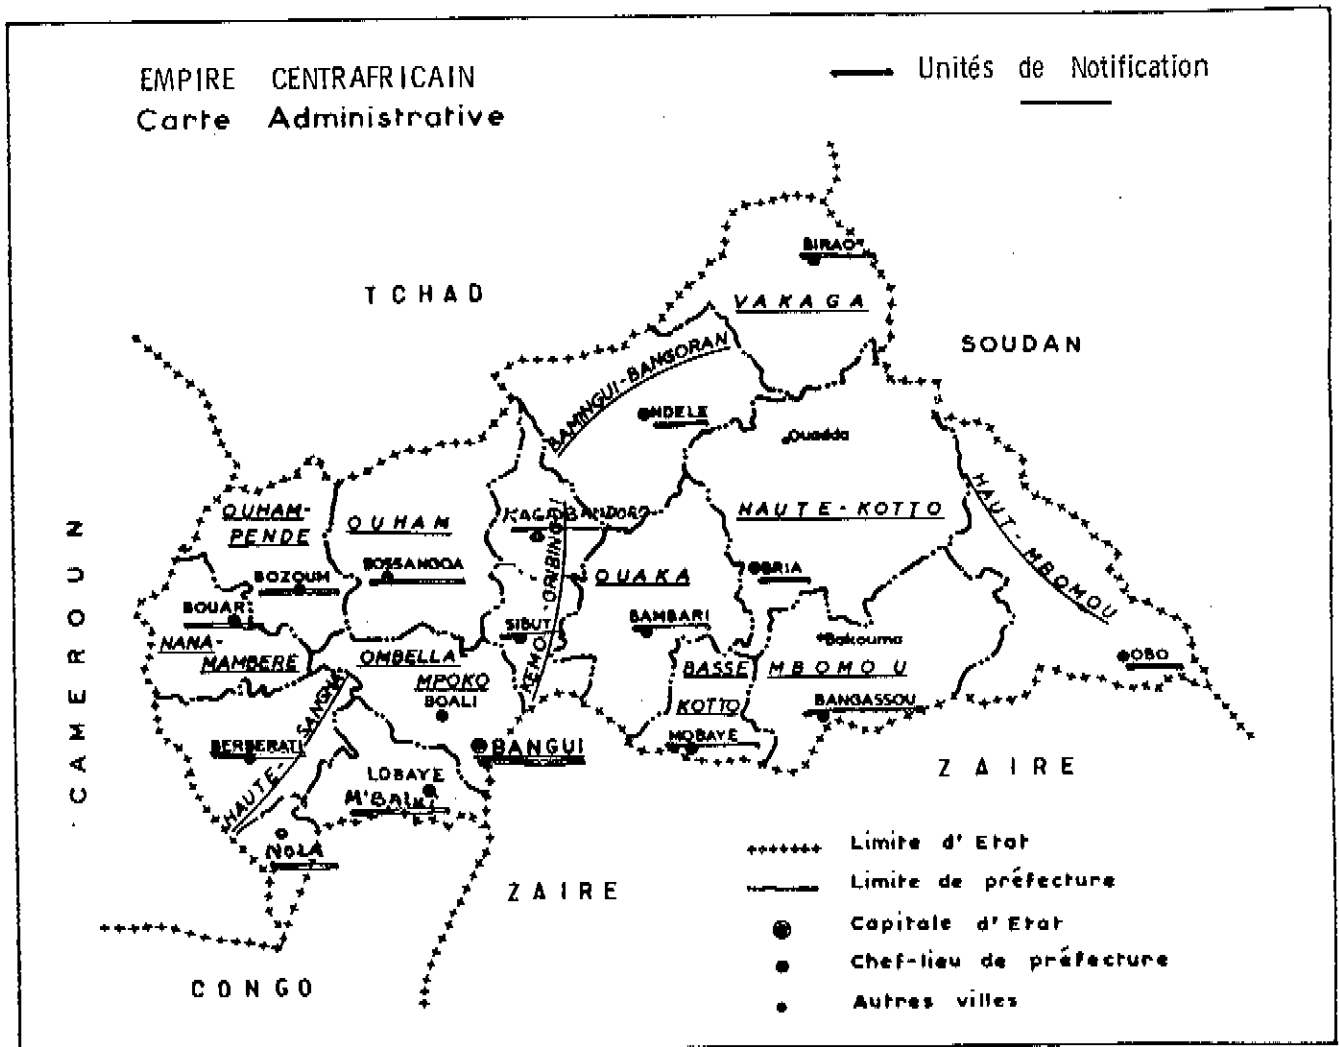 EMPIRE CENTRAFRICAIN
Carte Administrative
Unités de Notification
TCHAD
BIRAO
VAKAGA
SOUDAN
BAMINGUI-BANGORAN
NDELE
Ouadda
OUHAM-
PENDE
OUHAM
KAGA BANDORO
HAUTE-KOTTO
HAUT-MBOMOU
CAMEROUN
BOZOUM
BOSSANGOA
GRIBINGUI
OUAKA
BRIA
BOUAR
SIBUT
BAMBARI
Bakouma
NANA-
MAMBERE
OMBELLA
MPOKO
KEMO-
BASSE
KOTTO
MBOMOU
OBO
HAUTE-SANGHA
BOALI
BANGASSOU
BERBERATI
BANGUI
MOBAYE
ZAIRE
LOBAYE
M'BAIKI
NOLA
ZAIRE
CONGO
Limite d'Etat
Limite de préfecture
Capitale d'Etat
Chef-lieu de préfecture
Autres villes